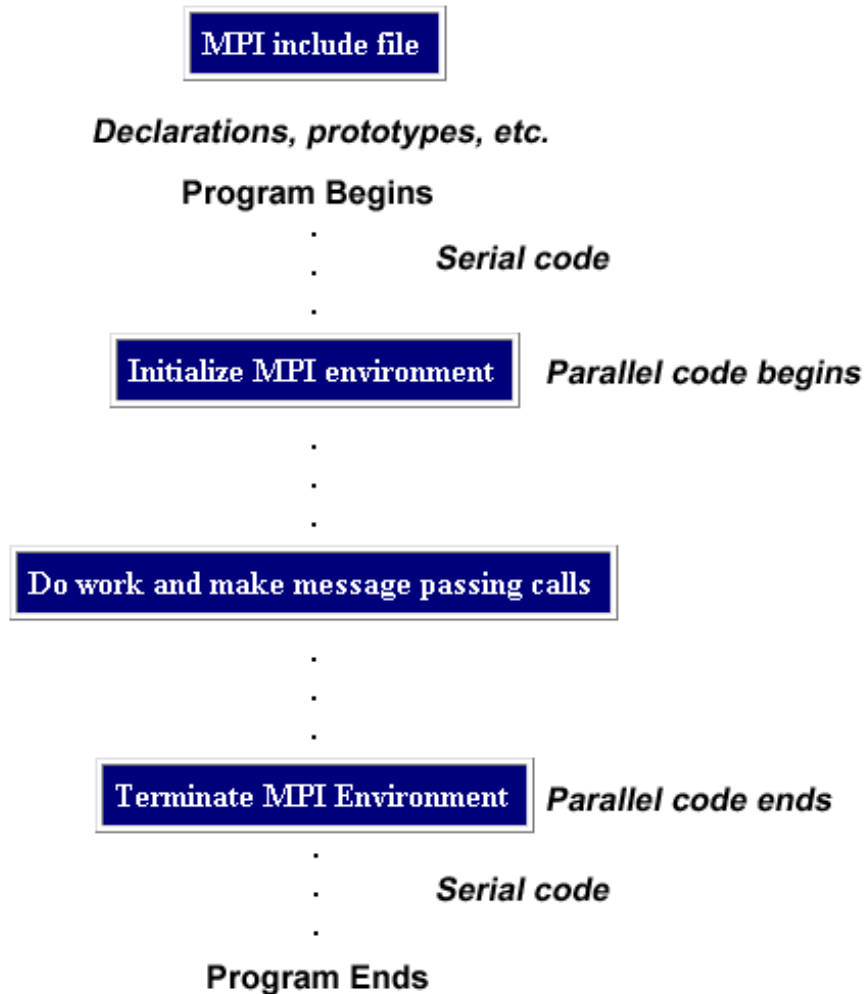 MPI include file
Declarations, prototypes, etc.
Program Begins
.
. Serial code
.
Initialize MPI environment Parallel code begins
.
.
.
Do work and make message passing calls
.
.
.
Terminate MPI Environment Parallel code ends
.
. Serial code
.
Program Ends